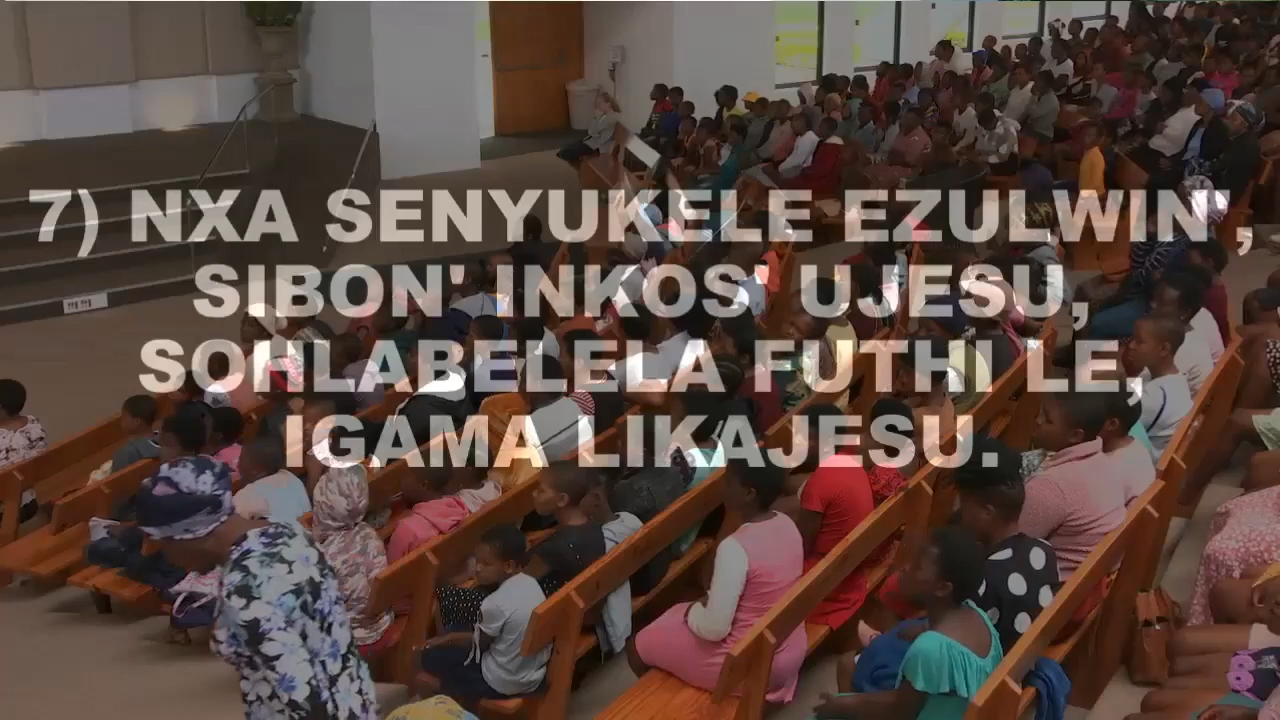 7) NXA SENYUKELE EZULWIN',
SIBON' INKOS' UJESU,
SOHLABELELA FUTHI LE,
IGAMA LIKAJESU.